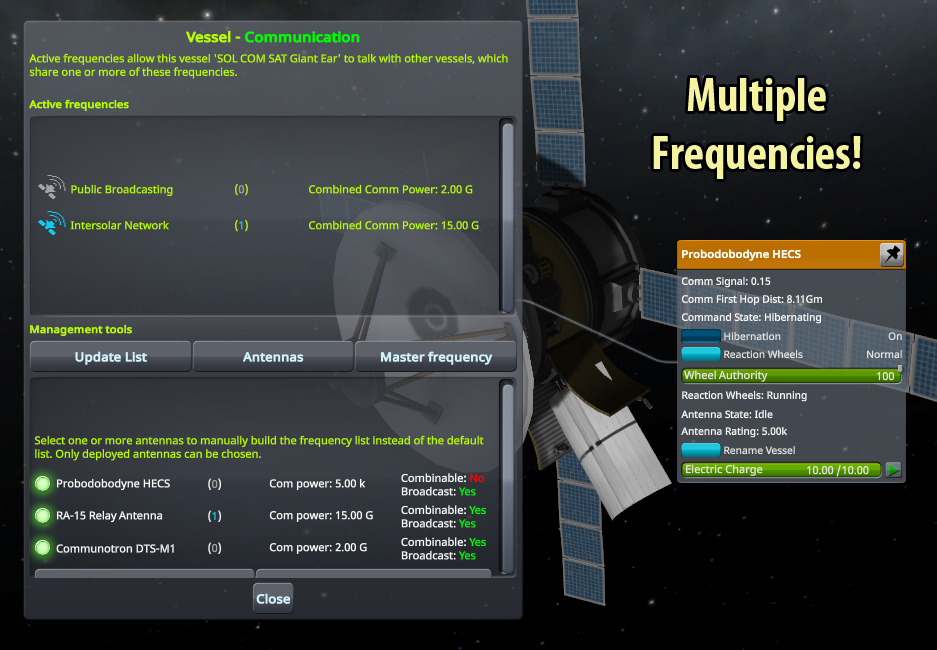 Vessel - Communication
Active frequencies allow this vessel 'SOL COM SAT Giant Ear' to talk with other vessels, which
share one or more of these frequencies.
Active frequencies
Public Broadcasting (0) Combined Comm Power: 2.00 G
Intersolar Network (1) Combined Comm Power: 15.00 G
Management tools
Update List Antennas Master frequency
Select one or more antennas to manually build the frequency list instead of the default
list. Only deployed antennas can be chosen.
Probodobodyne HECS (0) Com power: 5.00 k Combinable: No
Broadcast: Yes
RA-15 Relay Antenna (1) Com power: 15.00 G Combinable: Yes
Broadcast: Yes
Communotron DTS-M1 (0) Com power: 2.00 G Combinable: Yes
Broadcast: Yes
Close
Multiple
Frequencies!
Probodobodyne HECS
Comm Signal: 0.15
Comm First Hop Dist: 8.11Gm
Command State: Hibernating
Hibernation On
Reaction Wheels Normal
Wheel Authority 100
Reaction Wheels: Running
Antenna State: Idle
Antenna Rating: 5.00k
Rename Vessel
Electric Charge 10.00 / 10.00